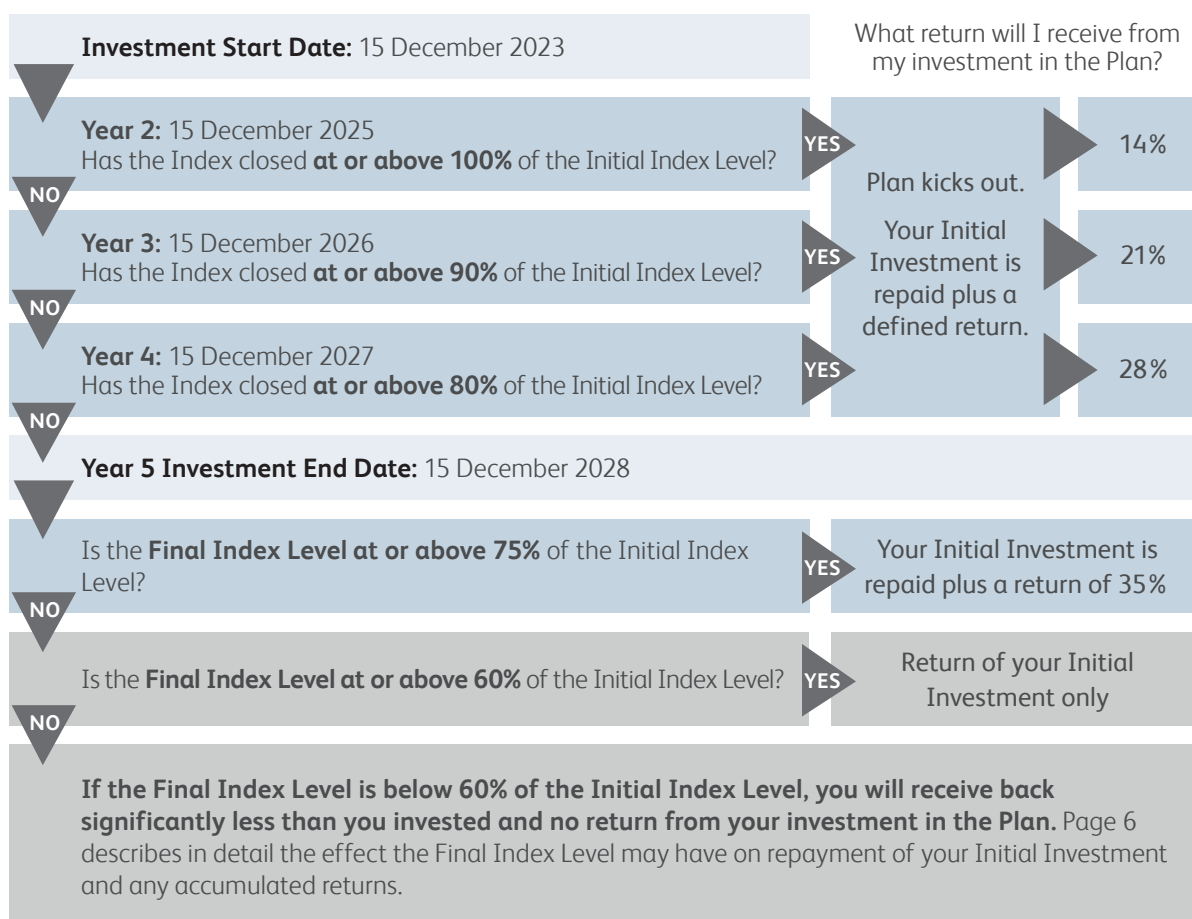 Investment Start Date: 15 December 2023
What return will I receive from
my investment in the Plan?
Year 2: 15 December 2025
Has the Index closed at or above 100% of the Initial Index Level?
YES
14%
NO
Year 3: 15 December 2026
Has the Index closed at or above 90% of the Initial Index Level?
YES
Plan kicks out.
Your Initial
Investment is
repaid plus a
defined return.
21%
NO
Year 4: 15 December 2027
Has the Index closed at or above 80% of the Initial Index Level?
YES
28%
NO
Year 5 Investment End Date: 15 December 2028
Is the Final Index Level at or above 75% of the Initial Index
Level?
YES
Your Initial Investment is
repaid plus a return of 35%
NO
Is the Final Index Level at or above 60% of the Initial Index Level?
YES
Return of your Initial
Investment only
NO
If the Final Index Level is below 60% of the Initial Index Level, you will receive back
significantly less than you invested and no return from your investment in the Plan. Page 6
describes in detail the effect the Final Index Level may have on repayment of your Initial Investment
and any accumulated returns.